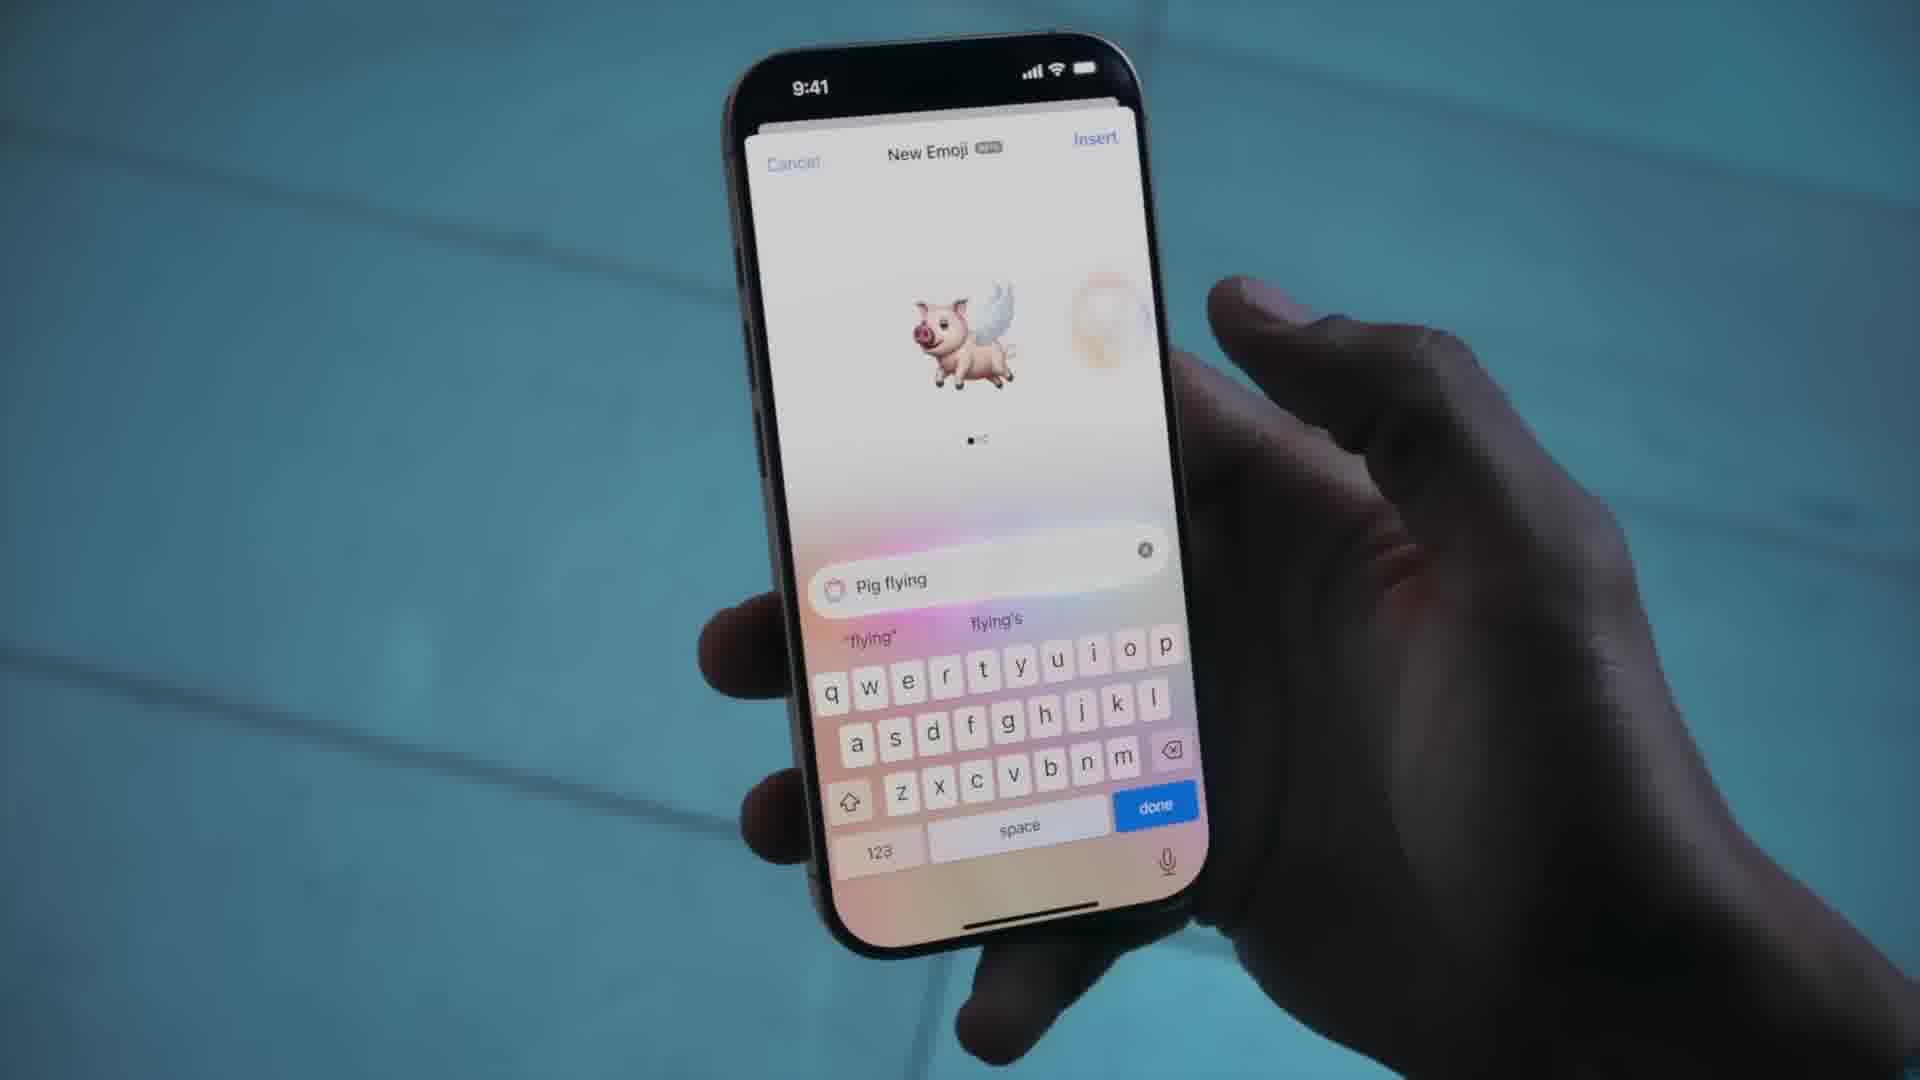 9:41
Cancel New Emoji BETA Insert
Pig flying
"flying" flying's
q w e r t y u i o p
a s d f g h j k l
z x c v b n m
123 space done